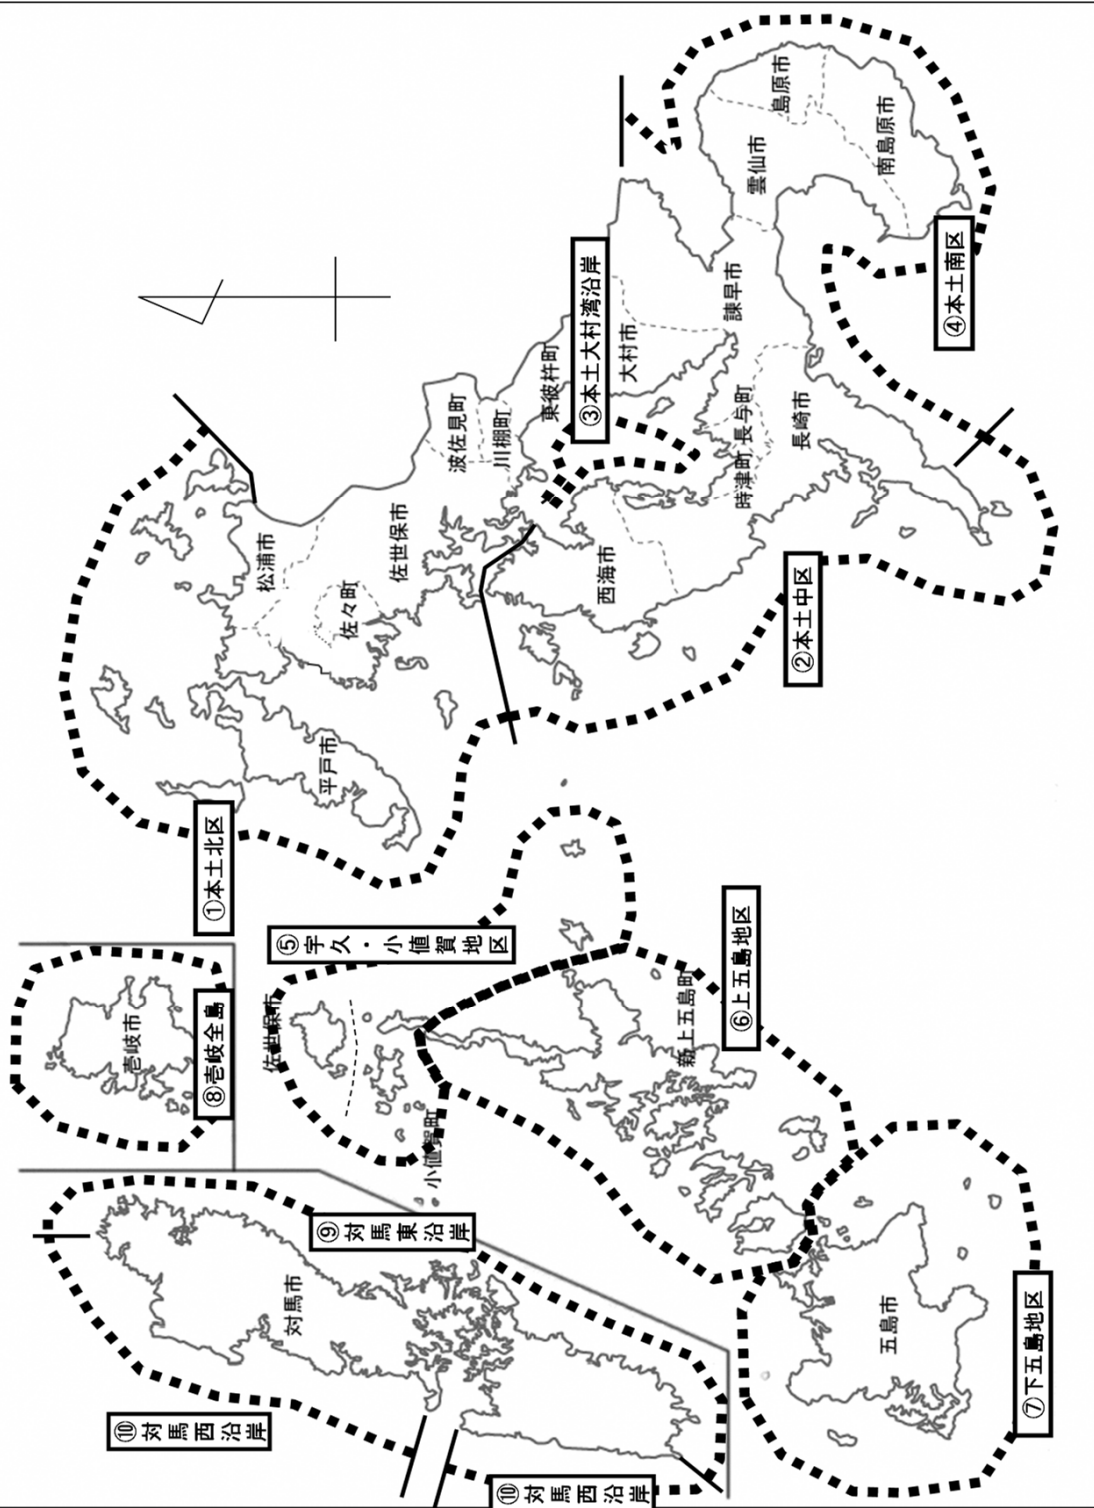 ⑩対馬西沿岸
⑨対馬東沿岸
⑩対馬西沿岸
対馬市
⑧壱岐全島
壱岐市
⑤宇久・小値賀地区
佐世保市
小値賀町
⑥上五島地区
新上五島町
⑦下五島地区
五島市
①本土北区
平戸市
松浦市
佐々町
佐世保市
②本土中区
西海市
波佐見町
川棚町
東彼杵町
③本土大村湾沿岸
大村市
時津町
長与町
長崎市
諫早市
④本土南区
雲仙市
島原市
南島原市